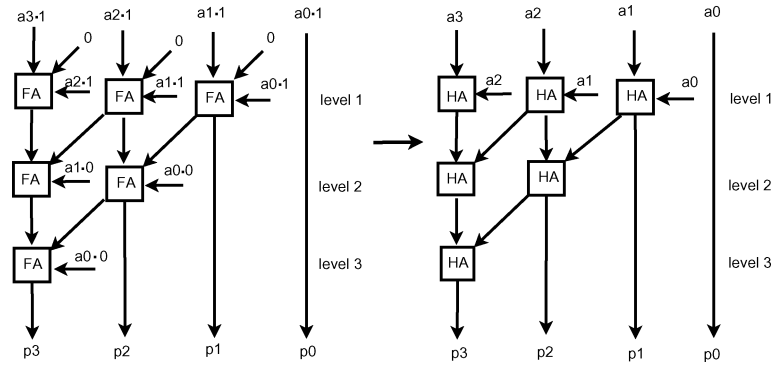 a3•1 a2•1 a1•1 a0•1 a3 a2 a1 a0
0 0 0
FA a2•1 FA a1•1 FA a0•1 level 1 HA a2 HA a1 HA a0 level 1
FA a1•0 FA a0•0 level 2 HA HA level 2
FA a0•0 level 3 HA level 3
p3 p2 p1 p0 p3 p2 p1 p0